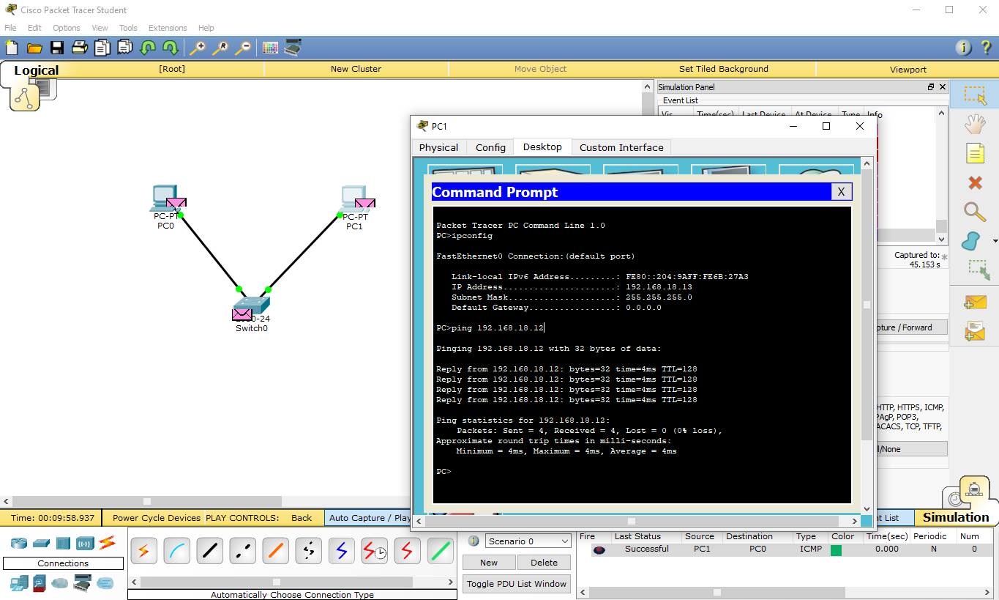 Cisco Packet Tracer Student
File Edit Options View Tools Extensions Help
Logical [Root] New Cluster Move Object Set Tiled Background Viewport
Simulation Panel
Event List
Vis. Time(sec) Last Device At Device Type Info
PC-PT
PC0
PC-PT
PC1
Switch0
PC1
Physical Config Desktop Custom Interface
Command Prompt X
Packet Tracer PC Command Line 1.0
PC>ipconfig
FastEthernet0 Connection:(default port)
Link-local IPv6 Address.........: FE80::204:9AFF:FE6B:27A3
IP Address......................: 192.168.18.13
Subnet Mask.....................: 255.255.255.0
Default Gateway.................: 0.0.0.0
PC>ping 192.168.18.12
Pinging 192.168.18.12 with 32 bytes of data:
Reply from 192.168.18.12: bytes=32 time=4ms TTL=128
Reply from 192.168.18.12: bytes=32 time=4ms TTL=128
Reply from 192.168.18.12: bytes=32 time=4ms TTL=128
Reply from 192.168.18.12: bytes=32 time=4ms TTL=128
Ping statistics for 192.168.18.12:
Packets: Sent = 4, Received = 4, Lost = 0 (0% loss),
Approximate round trip times in milli-seconds:
Minimum = 4ms, Maximum = 4ms, Average = 4ms
PC>
Captured to: *
45.153 s
pture / Forward
HTTP, HTTPS, ICMP,
PAgP, POP3,
ACACS, TCP, TFTP,
ll/None
Time: 00:09:58.937 Power Cycle Devices PLAY CONTROLS: Back Auto Capture / Play
nt List Simulation
Connections
Automatically Choose Connection Type
Scenario 0
New Delete
Toggle PDU List Window
Fire Last Status Source Destination Type Color Time(sec) Periodic Num
Successful PC1 PC0 ICMP 0.000 N 0